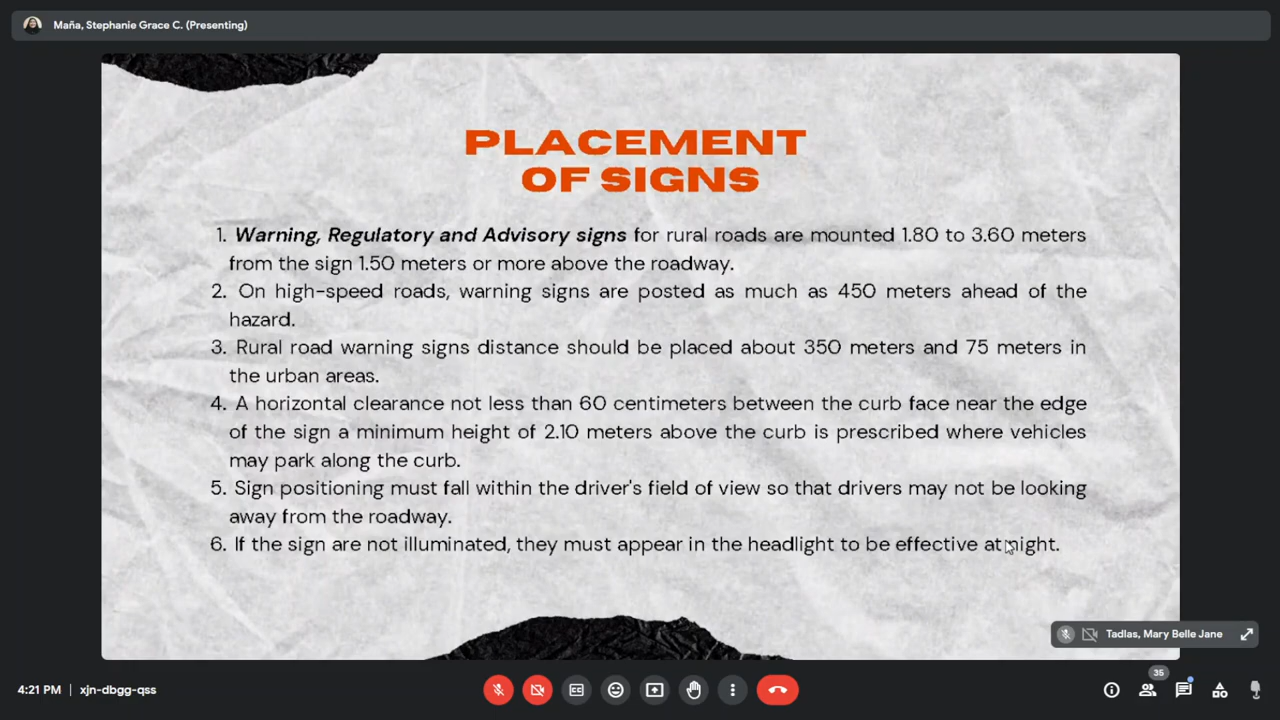 Maña, Stephanie Grace C. (Presenting)
PLACEMENT
OF SIGNS
1. Warning, Regulatory and Advisory signs for rural roads are mounted 1.80 to 3.60 meters
from the sign 1.50 meters or more above the roadway.
2. On high-speed roads, warning signs are posted as much as 450 meters ahead of the
hazard.
3. Rural road warning signs distance should be placed about 350 meters and 75 meters in
the urban areas.
4. A horizontal clearance not less than 60 centimeters between the curb face near the edge
of the sign a minimum height of 2.10 meters above the curb is prescribed where vehicles
may park along the curb.
5. Sign positioning must fall within the driver's field of view so that drivers may not be looking
away from the roadway.
6. If the sign are not illuminated, they must appear in the headlight to be effective at night.
Tadlas, Mary Belle Jane
4:21 PM | xjn-dbgg-qss
35